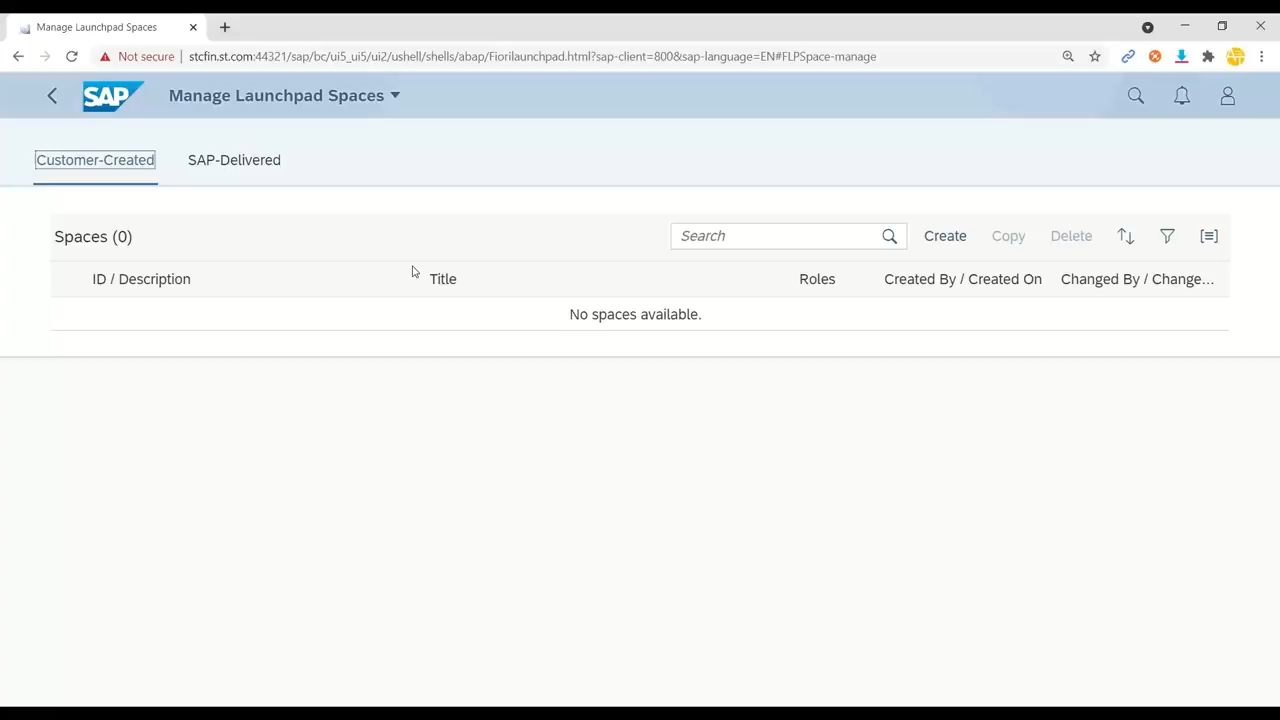 Manage Launchpad Spaces
Not secure | stcfin.st.com:44321/sap/bc/ui5_ui5/ui2/ushell/shells/abap/Fiorilaunchpad.html?sap-client=800&sap-language=EN#FLPSpace-manage
SAP Manage Launchpad Spaces
Customer-Created SAP-Delivered
Spaces (0) Search Create Copy Delete
ID / Description Title Roles Created By / Created On Changed By / Change...
No spaces available.